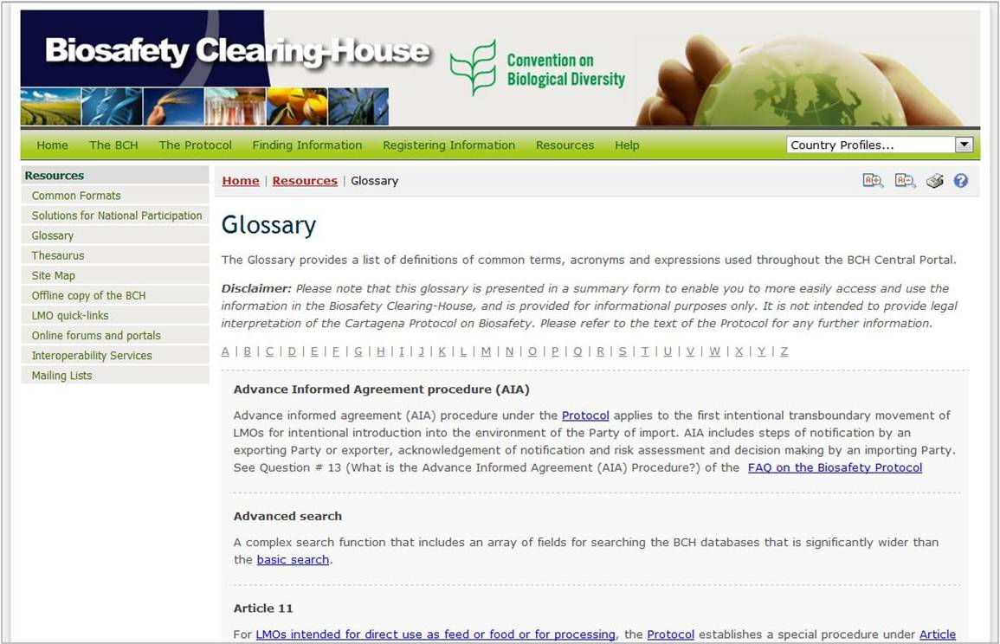 Biosafety Clearing-House
Convention on
Biological Diversity
Home The BCH The Protocol Finding Information Registering Information Resources Help Country Profiles...
Resources
Common Formats
Solutions for National Participation
Glossary
Thesaurus
Site Map
Offline copy of the BCH
LMO quick-links
Online forums and portals
Interoperability Services
Mailing Lists
Home | Resources | Glossary
A+ A- ?
Glossary
The Glossary provides a list of definitions of common terms, acronyms and expressions used throughout the BCH Central Portal.
Disclaimer: Please note that this glossary is presented in a summary form to enable you to more easily access and use the
information in the Biosafety Clearing-House, and is provided for informational purposes only. It is not intended to provide legal
interpretation of the Cartagena Protocol on Biosafety. Please refer to the text of the Protocol for any further information.
A | B | C | D | E | F | G | H | I | J | K | L | M | N | O | P | Q | R | S | T | U | V | W | X | Y | Z
Advance Informed Agreement procedure (AIA)
Advance informed agreement (AIA) procedure under the Protocol applies to the first intentional transboundary movement of
LMOs for intentional introduction into the environment of the Party of import. AIA includes steps of notification by an
exporting Party or exporter, acknowledgement of notification and risk assessment and decision making by an importing Party.
See Question # 13 (What is the Advance Informed Agreement (AIA) Procedure?) of the FAQ on the Biosafety Protocol
Advanced search
A complex search function that includes an array of fields for searching the BCH databases that is significantly wider than
the basic search.
Article 11
For LMOs intended for direct use as feed or food or for processing, the Protocol establishes a special procedure under Article